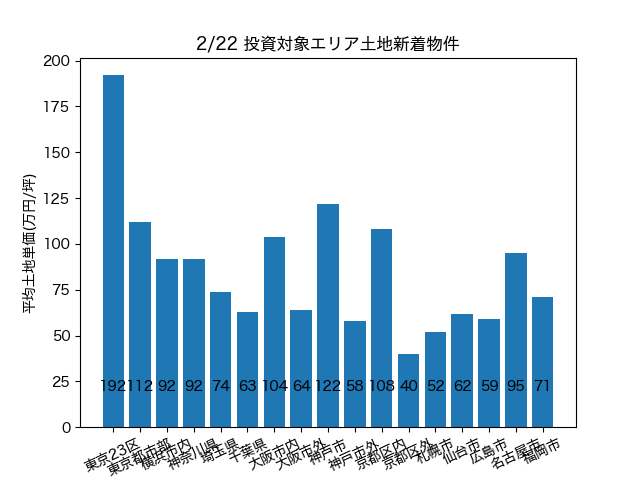 2/22 投資対象エリア土地新着物件
平均土地単価(万円/坪)
200
175
150
125
100
75
50
25
0
192 112 92 92 74 63 104 64 122 58 108 40 52 62 59 95 71
東京23区
東京都市部
横浜市内
神奈川県
埼玉県
千葉県
大阪市内
大阪市外
神戸市
神戸市外
京都区内
京都区外
札幌市
仙台市
広島市
名古屋市
福岡市